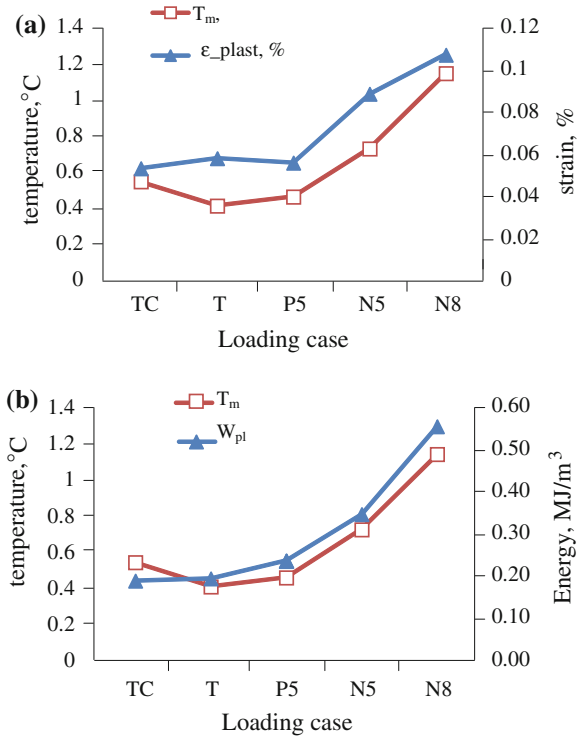 (a)
T_m,
ε_plast, %
temperature,°C
1.4
1.2
1
0.8
0.6
0.4
0.2
0
0.12
0.1
0.08
0.06
0.04
0.02
0
strain, %
TC T P5 N5 N8
Loading case
(b)
T_m
W_pl
temperature,°C
1.4
1.2
1
0.8
0.6
0.4
0.2
0
0.60
0.50
0.40
0.30
0.20
0.10
0.00
Energy, MJ/m³
TC T P5 N5 N8
Loading case